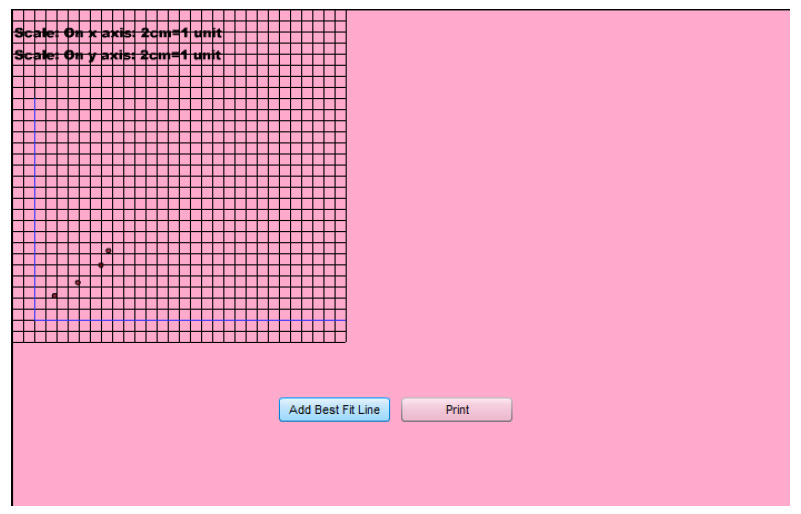 Scale: On x axis: 2cm=1 unit
Scale: On y axis: 2cm=1 unit
Add Best Fit Line
Print